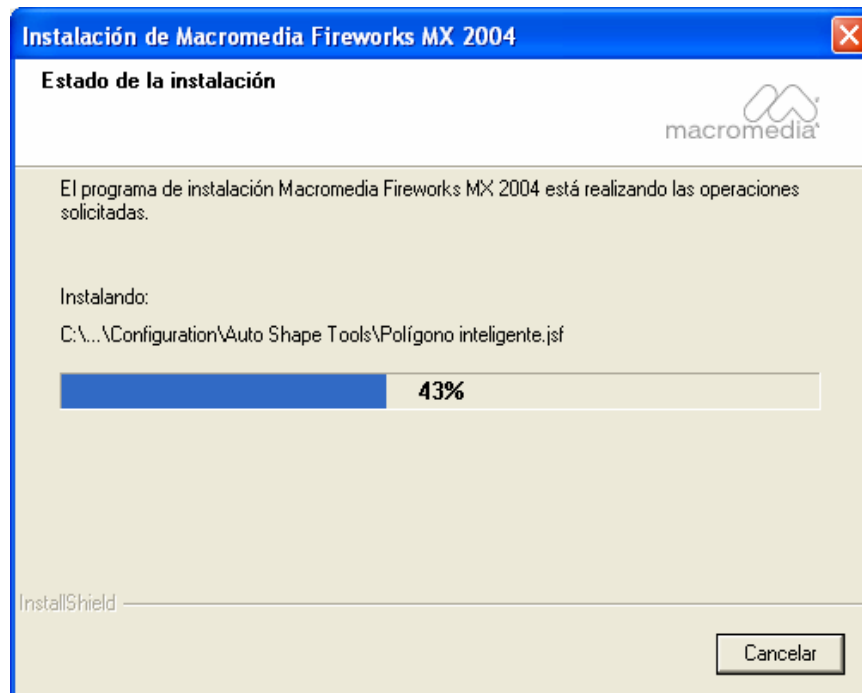 Instalación de Macromedia Fireworks MX 2004
Estado de la instalación
macromedia
El programa de instalación Macromedia Fireworks MX 2004 está realizando las operaciones
solicitadas.
Instalando:
C:\...\Configuration\Auto Shape Tools\Polígono inteligente.jsf
43%
InstallShield
Cancelar